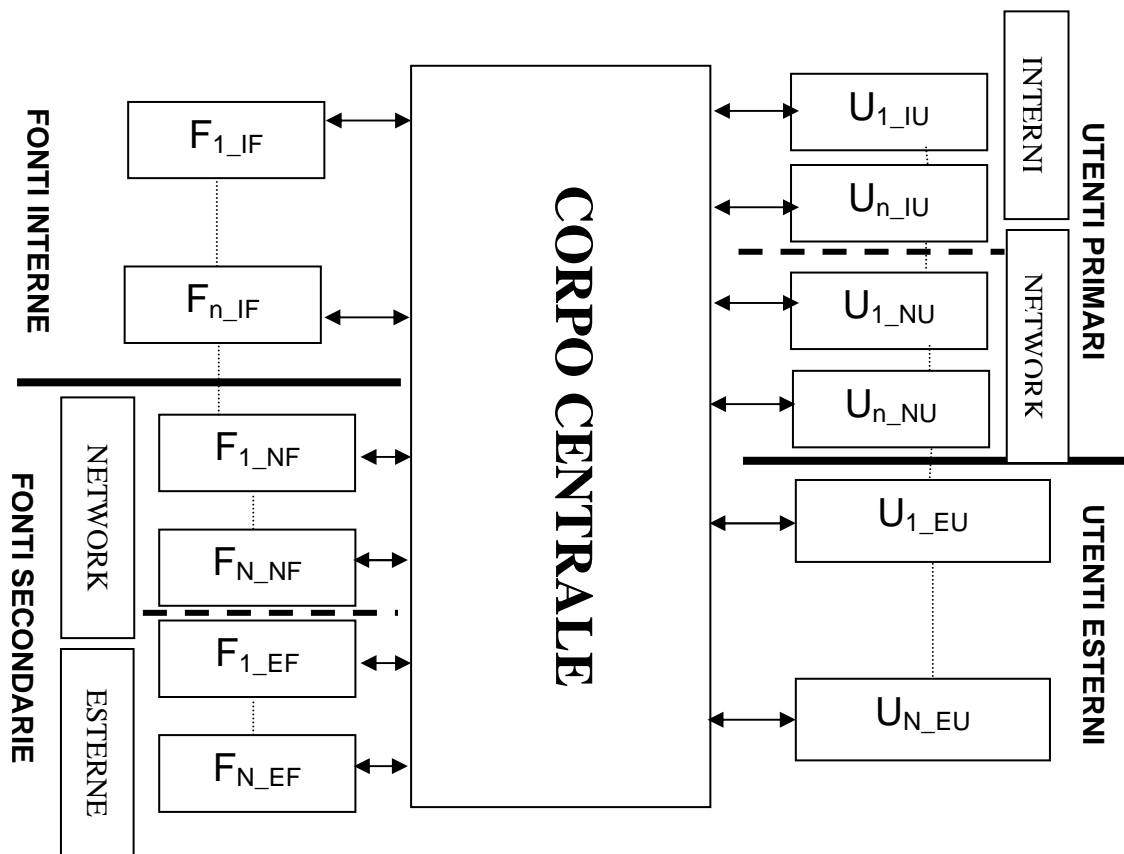 FONTI INTERNE
F1_IF
Fn_IF
FONTI SECONDARIE
NETWORK
F1_NF
FN_NF
ESTERNE
F1_EF
FN_EF
CORPO CENTRALE
UTENTI PRIMARI
INTERNI
U1_IU
Un_IU
NETWORK
U1_NU
Un_NU
UTENTI ESTERNI
U1_EU
UN_EU